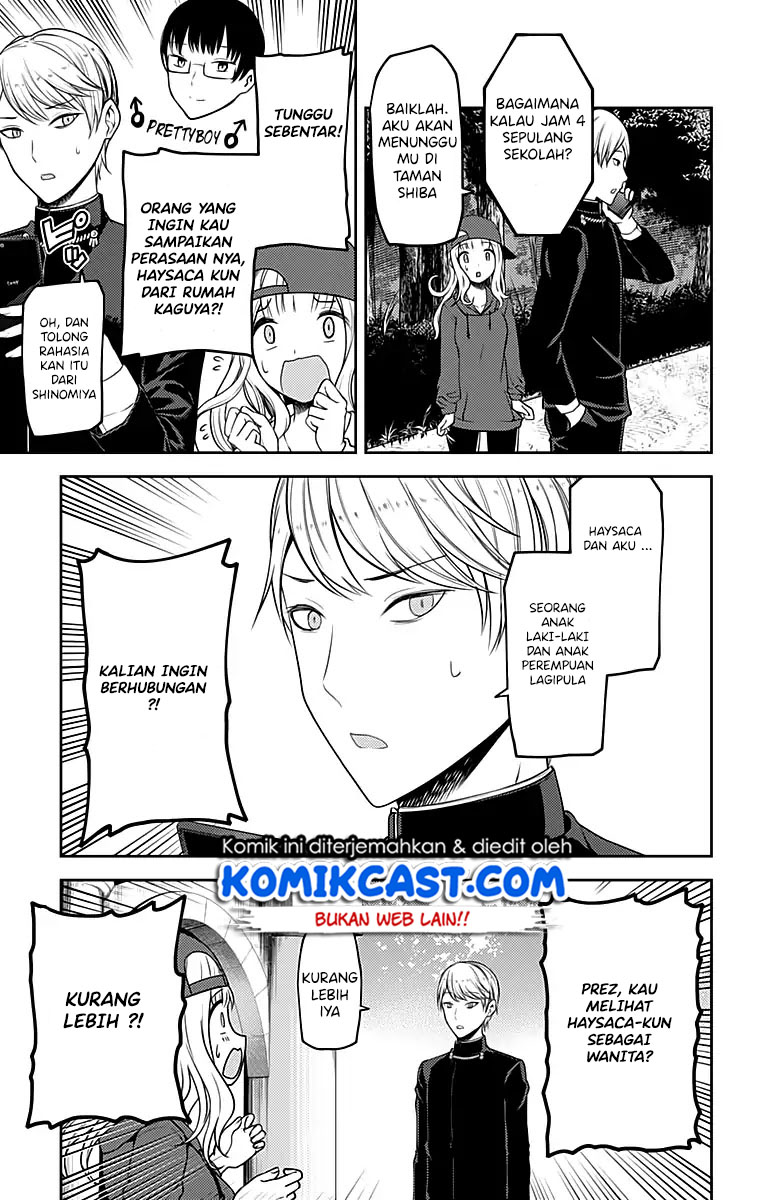 BAGAIMANA
KALAU JAM 4
SEPULANG
SEKOLAH?
BAIKLAH.
AKU AKAN
MENUNGGU
MU DI
TAMAN
SHIBA
TUNGGU
SEBENTAR!
♂PRETTYBOY♂
ORANG YANG
INGIN KAU
SAMPAIKAN
PERASAAN NYA,
HAYSACA KUN
DARI RUMAH
KAGUYA?!
ピッ
OH, DAN
TOLONG
RAHASIA
KAN ITU
DARI
SHINOMIYA
HAYSACA
DAN AKU ...
SEORANG
ANAK
LAKI-LAKI
DAN ANAK
PEREMPUAN
LAGIPULA
KALIAN INGIN
BERHUBUNGAN
?!
Komik ini diterjemahkan & diedit oleh
KOMIKCAST.COM
BUKAN WEB LAIN!!
PREZ, KAU
MELIHAT
HAYSACA-KUN
SEBAGAI
WANITA?
KURANG
LEBIH
IYA
KURANG
LEBIH ?!